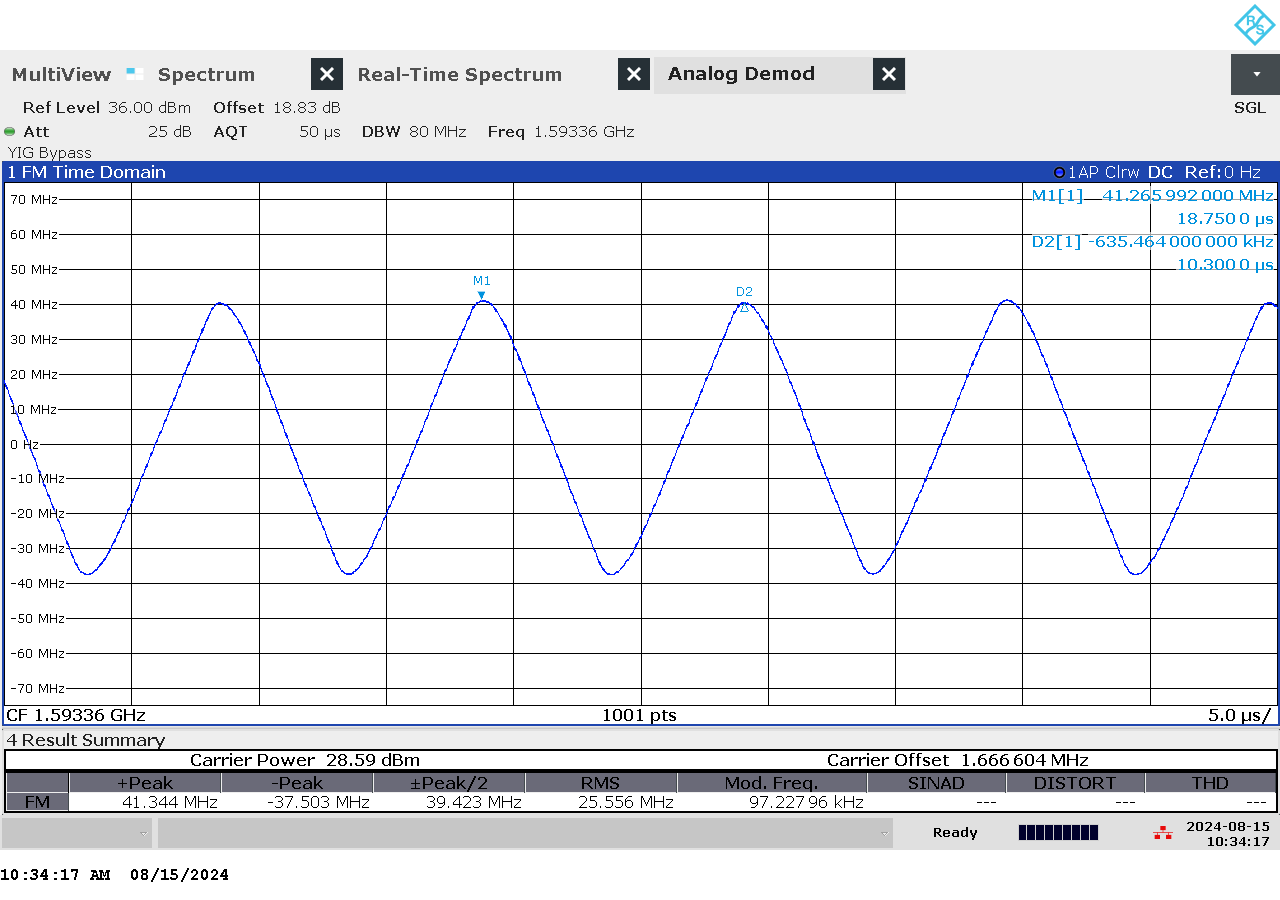 R S
MultiView Spectrum Real-Time Spectrum Analog Demod
Ref Level 36.00 dBm Offset 18.83 dB SGL
Att 25 dB AQT 50 µs DBW 80 MHz Freq 1.59336 GHz
YIG Bypass
1 FM Time Domain 1AP Clrw DC Ref:0 Hz
M1[1] 41.265 992 000 MHz
18.750 0 µs
D2[1] -635.464 000 000 kHz
10.300 0 µs
70 MHz
60 MHz
50 MHz
M1
D2
40 MHz
30 MHz
20 MHz
10 MHz
0 Hz
-10 MHz
-20 MHz
-30 MHz
-40 MHz
-50 MHz
-60 MHz
-70 MHz
CF 1.59336 GHz 1001 pts 5.0 µs/
4 Result Summary
Carrier Power 28.59 dBm Carrier Offset 1.666 604 MHz
+Peak -Peak ±Peak/2 RMS Mod. Freq. SINAD DISTORT THD
FM 41.344 MHz -37.503 MHz 39.423 MHz 25.556 MHz 97.227 96 kHz --- --- ---
Ready 2024-08-15
10:34:17
10:34:17 AM 08/15/2024